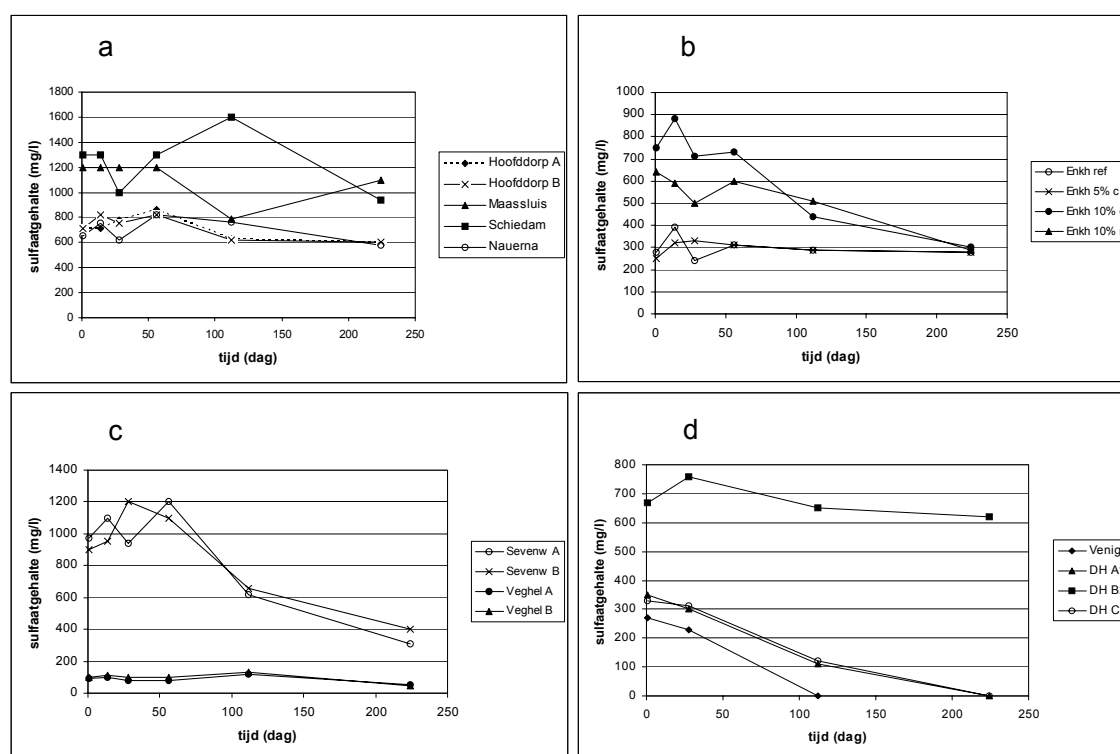 a
1800
1600
1400
1200
1000
800
600
400
200
0
0 50 100 150 200 250
sulfaatgehalte (mg/l)
tijd (dag)
Hoofddorp A
Hoofddorp B
Maassluis
Schiedam
Nauerna
b
1000
900
800
700
600
500
400
300
200
100
0
0 50 100 150 200 250
sulfaatgehalte (mg/l)
tijd (dag)
Enkh ref
Enkh 5% c
Enkh 10%
Enkh 10%
c
1400
1200
1000
800
600
400
200
0
0 50 100 150 200 250
sulfaatgehalte (mg/l)
tijd (dag)
Sevenw A
Sevenw B
Veghel A
Veghel B
d
800
700
600
500
400
300
200
100
0
0 50 100 150 200 250
sulfaatgehalte (mg/l)
tijd (dag)
Venig
DH A
DH B
DH C